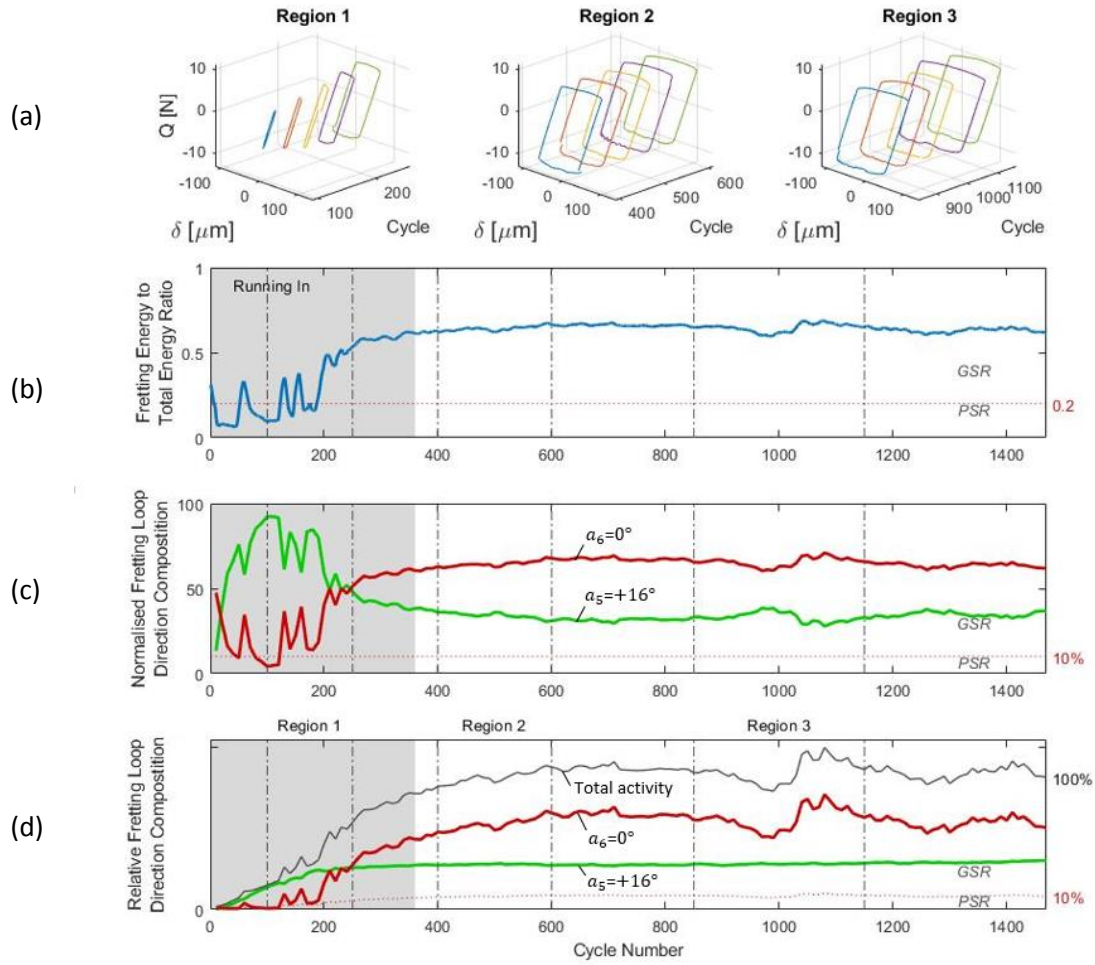 Region 1
Region 2
Region 3
(a)
Q [N]
10
0
-10
-100
0
100
100
200
δ [μm]
Cycle
10
0
-10
-100
0
100
400
500
600
δ [μm]
Cycle
10
0
-10
-100
0
100
900
1000
1100
δ [μm]
Cycle
(b)
Fretting Energy to
Total Energy Ratio
1
0.5
0
Running In
GSR
PSR
0.2
0 200 400 600 800 1000 1200 1400
(c)
Normalised Fretting Loop
Direction Compostition
100
50
0
a₆=0°
a₅=+16°
GSR
PSR
10%
0 200 400 600 800 1000 1200 1400
Region 1
Region 2
Region 3
(d)
Relative Fretting Loop
Direction Compostition
0
Total activity
a₆=0°
a₅=+16°
100%
GSR
PSR
10%
0 200 400 600 800 1000 1200 1400
Cycle Number